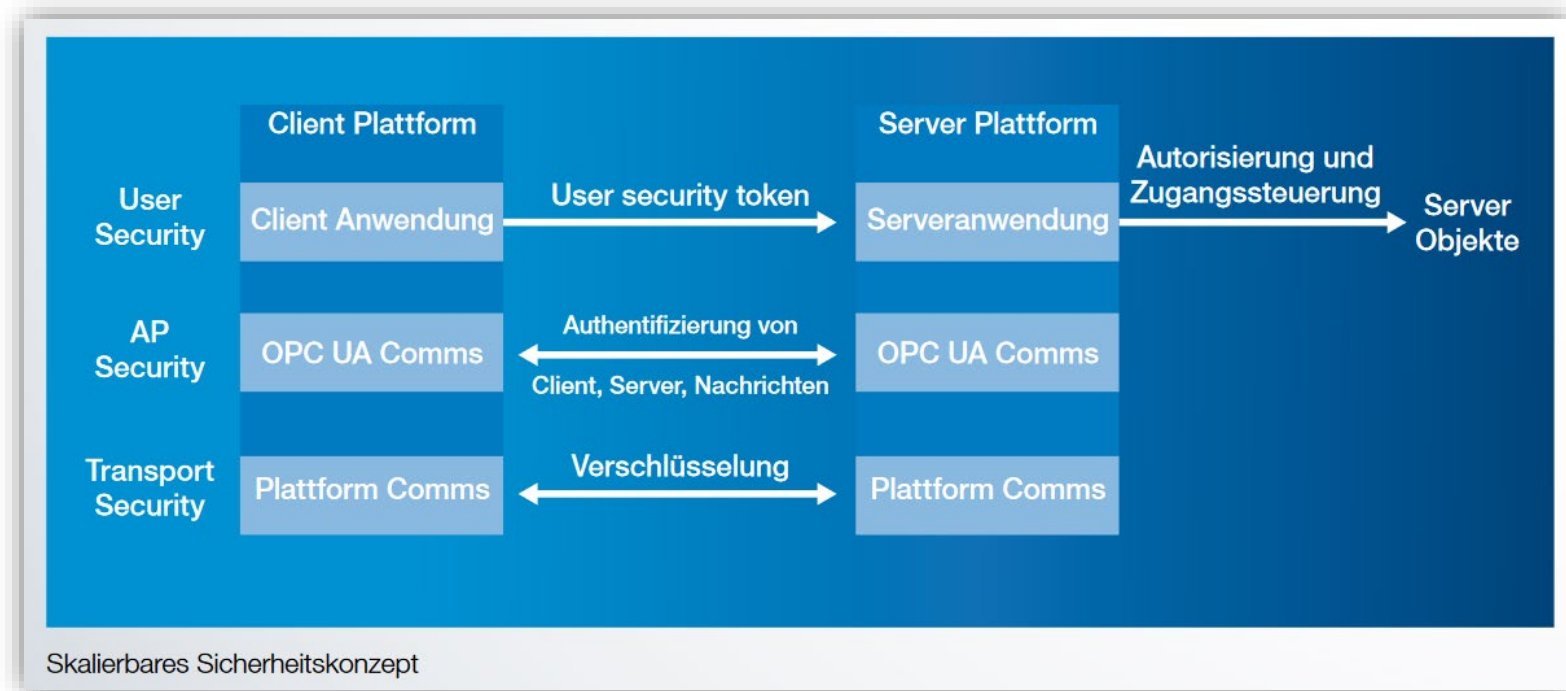 Client Plattform
Server Plattform
Autorisierung und
Zugangssteuerung
User
Security
Client Anwendung
User security token
Serveranwendung
Server
Objekte
AP
Security
OPC UA Comms
Authentifizierung von
Client, Server, Nachrichten
OPC UA Comms
Transport
Security
Plattform Comms
Verschlüsselung
Plattform Comms
Skalierbares Sicherheitskonzept